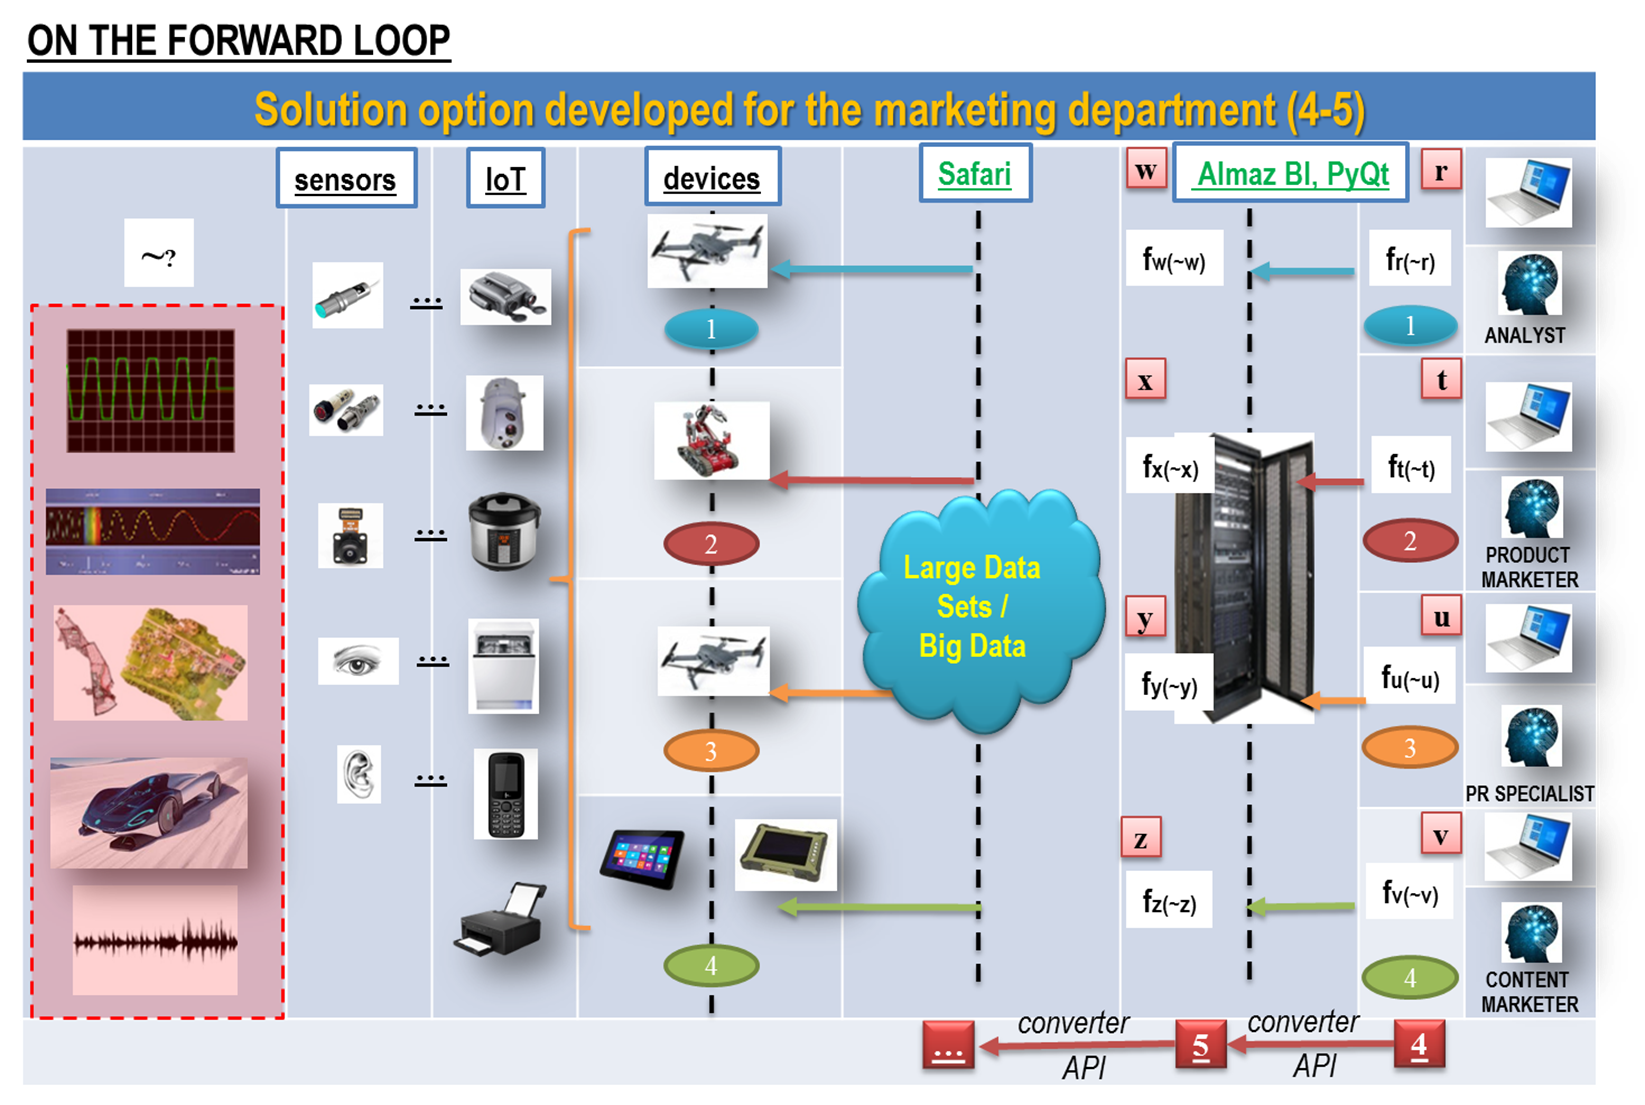 ON THE FORWARD LOOP
Solution option developed for the marketing department (4-5)
sensors
IoT
devices
Safari
w
Almaz BI, PyQt
r
~?
fw(~w)
fr(~r)
1
1
ANALYST
x
t
fx(~x)
ft(~t)
2
2
PRODUCT
MARKETER
Large Data
Sets /
Big Data
y
u
fy(~y)
fu(~u)
3
3
PR SPECIALIST
z
v
fz(~z)
fv(~v)
4
4
CONTENT
MARKETER
...
...
...
...
...
... converter API 5 converter API 4